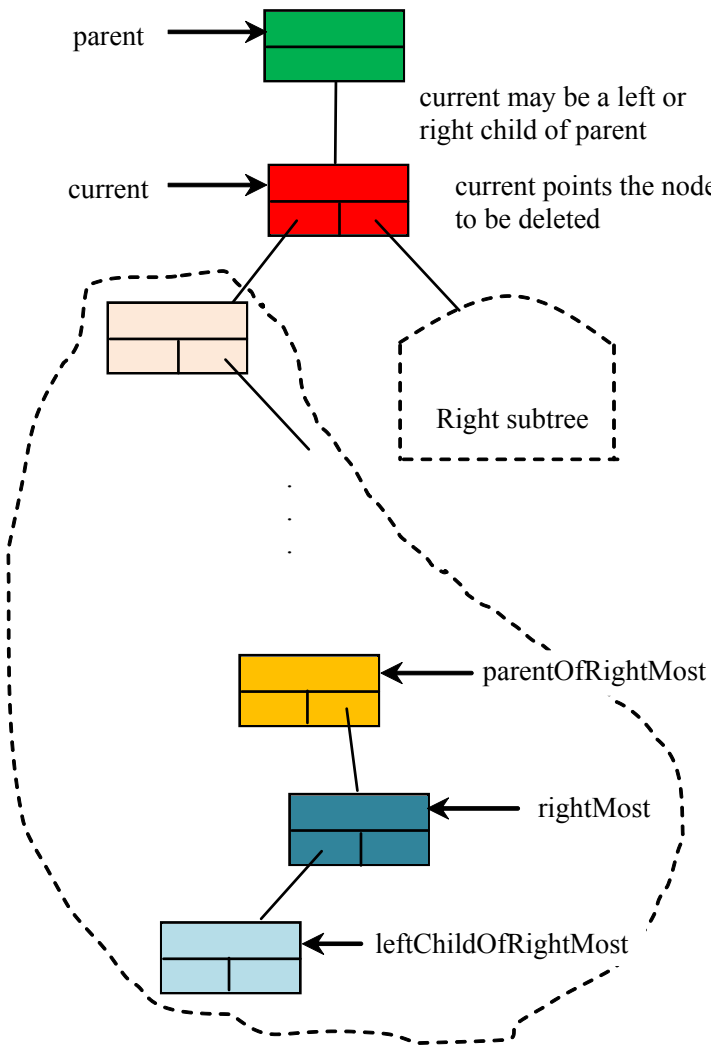 parent
current may be a left or
right child of parent
current
current points the node
to be deleted
Right subtree
.
.
.
parentOfRightMost
rightMost
leftChildOfRightMost